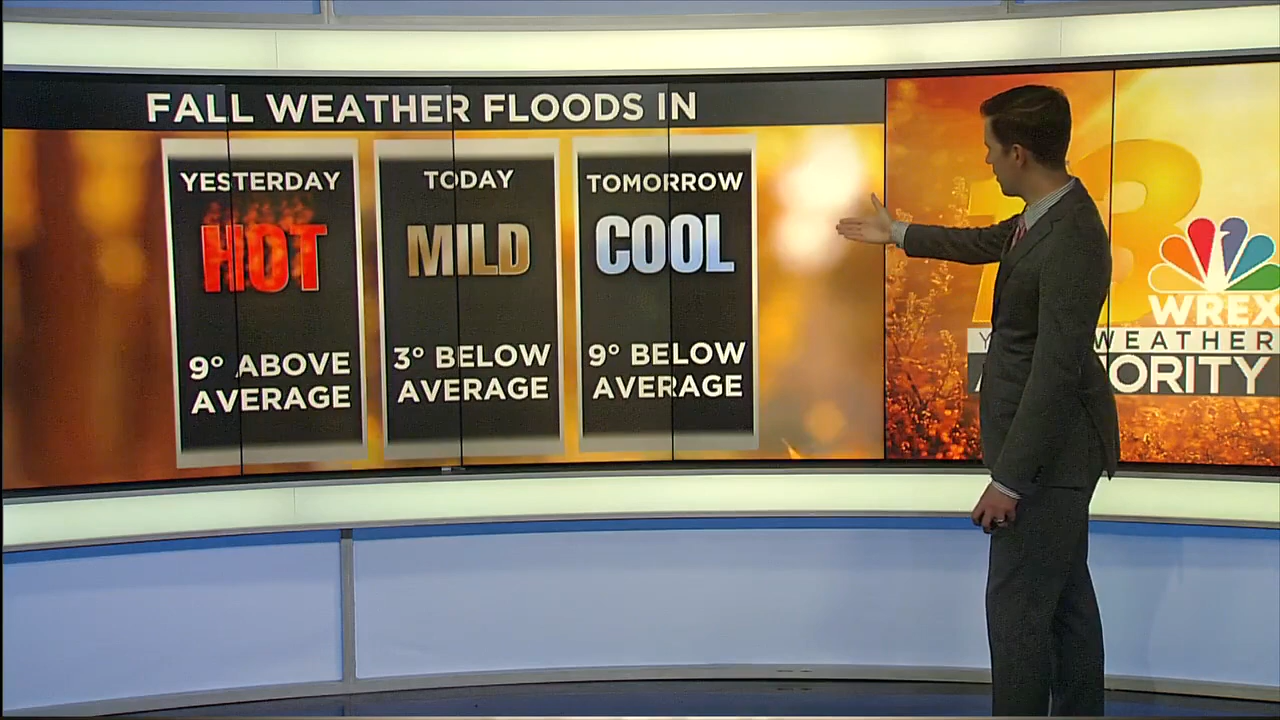 FALL WEATHER FLOODS IN
YESTERDAY
HOT
9° ABOVE
AVERAGE
TODAY
MILD
3° BELOW
AVERAGE
TOMORROW
COOL
9° BELOW
AVERAGE
13
WREX
WEATHER